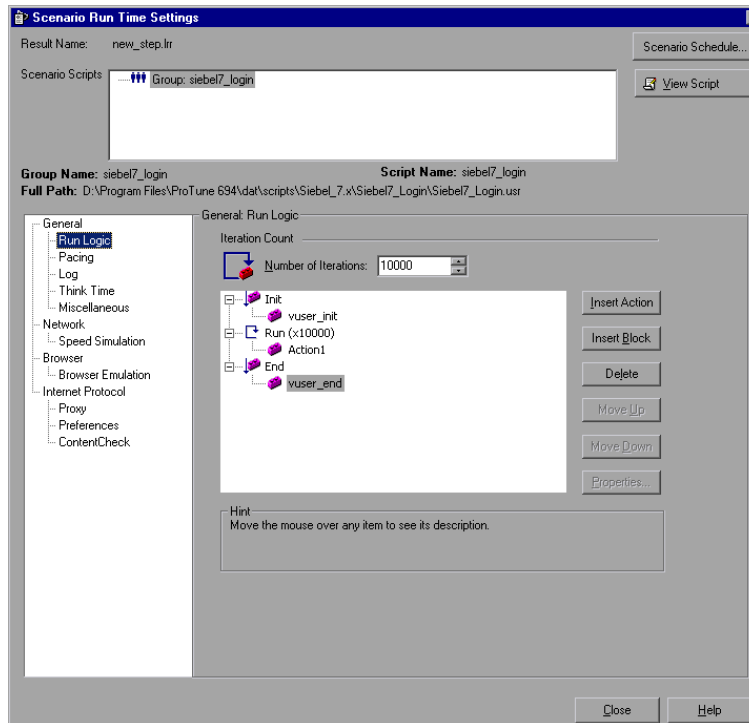 Scenario Run Time Settings
Result Name: new_step.lrr
Scenario Schedule...
Scenario Scripts
Group: siebel7_login
View Script
Group Name: siebel7_login Script Name: siebel7_login
Full Path: D:\Program Files\ProTune 694\dat\scripts\Siebel_7.x\Siebel7_Login\Siebel7_Login.usr
General
Run Logic
Pacing
Log
Think Time
Miscellaneous
Network
Speed Simulation
Browser
Browser Emulation
Internet Protocol
Proxy
Preferences
ContentCheck
General: Run Logic
Iteration Count
Number of Iterations: 10000
Init
vuser_init
Run (x10000)
Action1
End
vuser_end
Insert Action
Insert Block
Delete
Move Up
Move Down
Properties...
Hint
Move the mouse over any item to see its description.
Close
Help